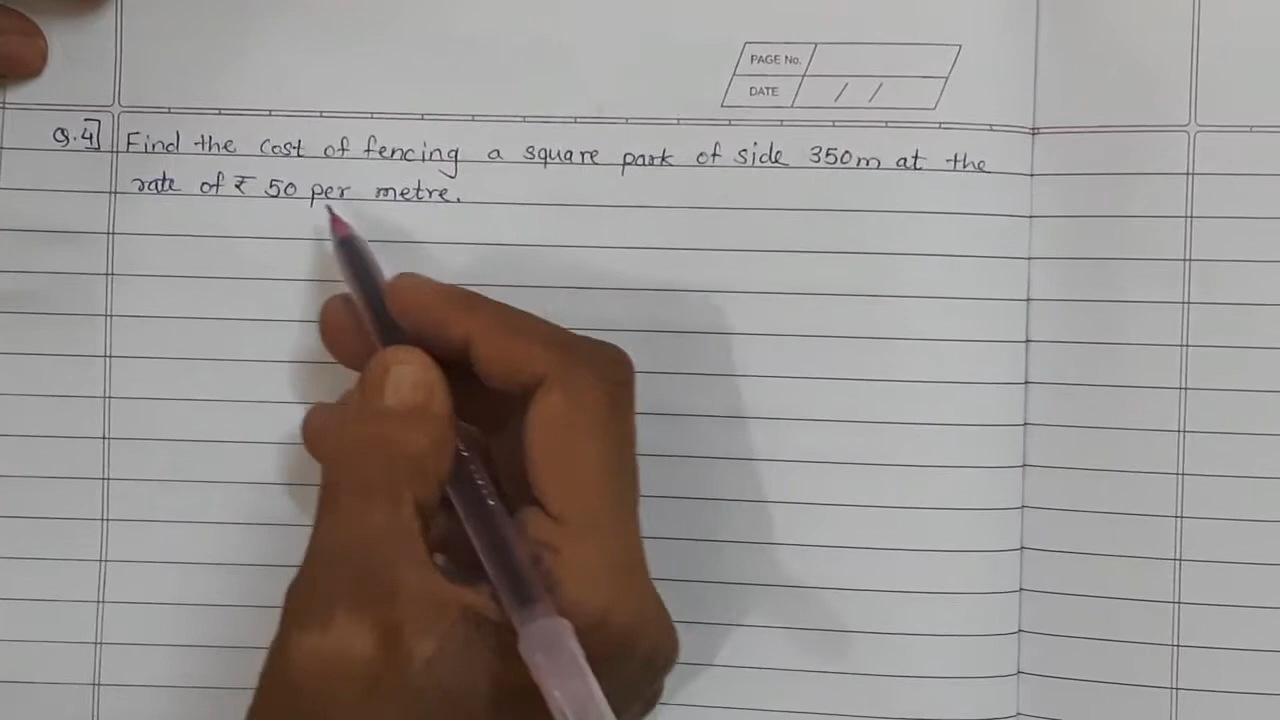 PAGE No.
DATE / /
Q.4] Find the cost of fencing a square park of side 350m at the
rate of ₹ 50 per metre.